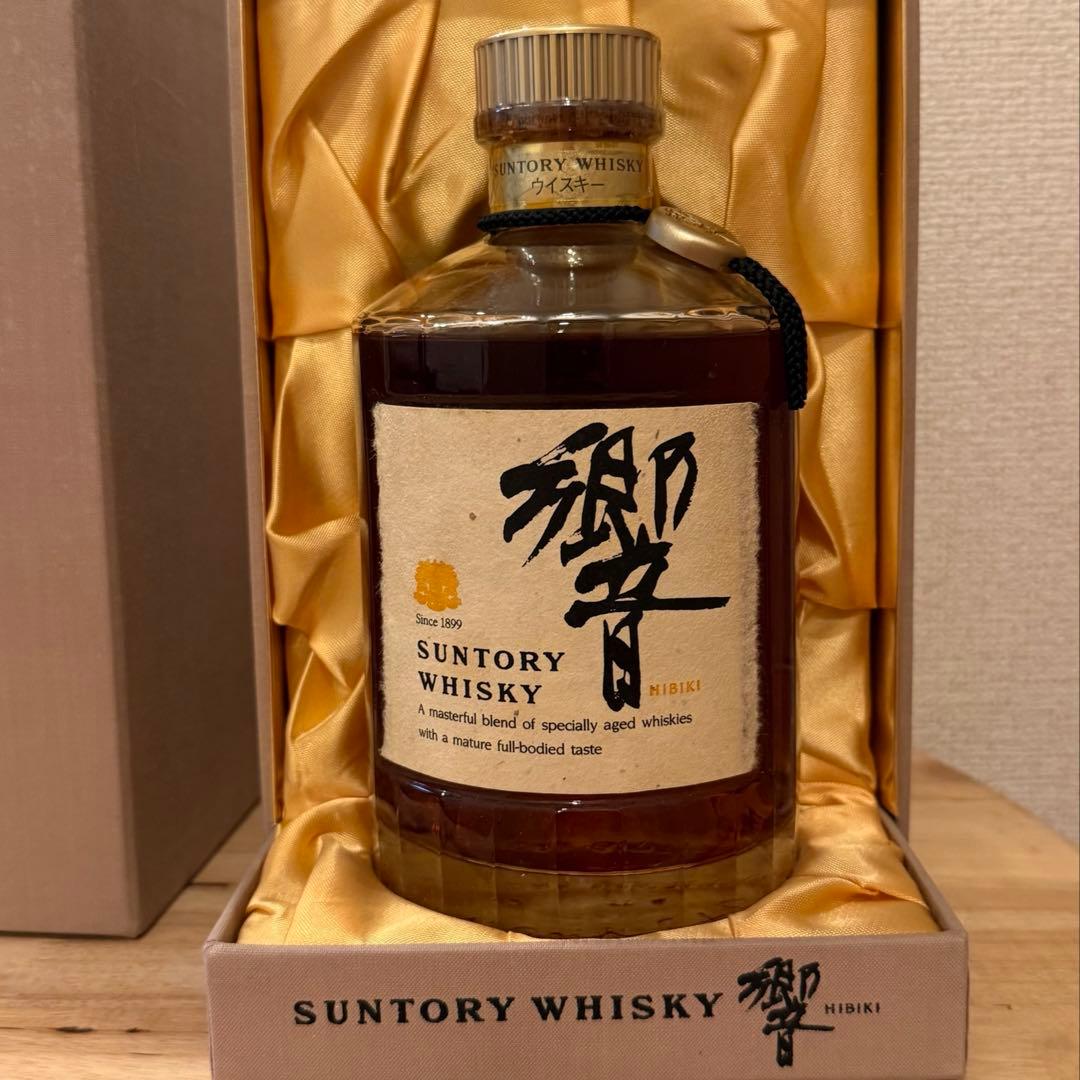 SUNTORY WHISKY
ウイスキー
響
Since 1899
SUNTORY
WHISKY
HIBIKI
A masterful blend of specially aged whiskies
with a mature full-bodied taste
SUNTORY WHISKY 響 HIBIKI